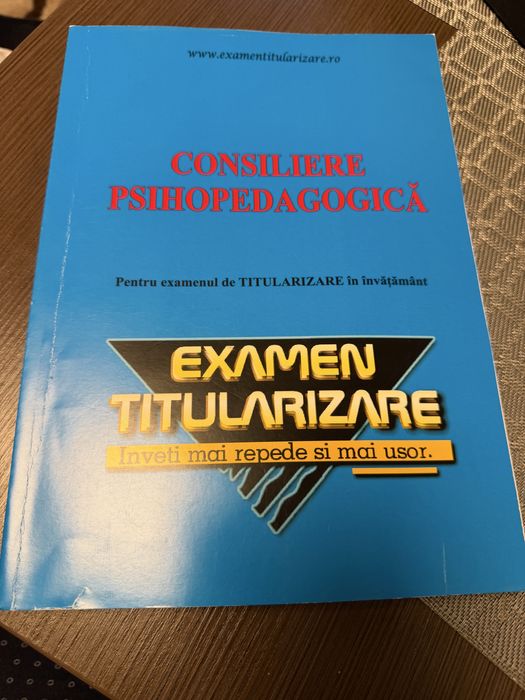 www.examentitularizare.ro
CONSILIERE
PSIHOPEDAGOGICĂ
Pentru examenul de TITULARIZARE în învățământ
EXAMEN
TITULARIZARE
Inveti mai repede si mai usor.